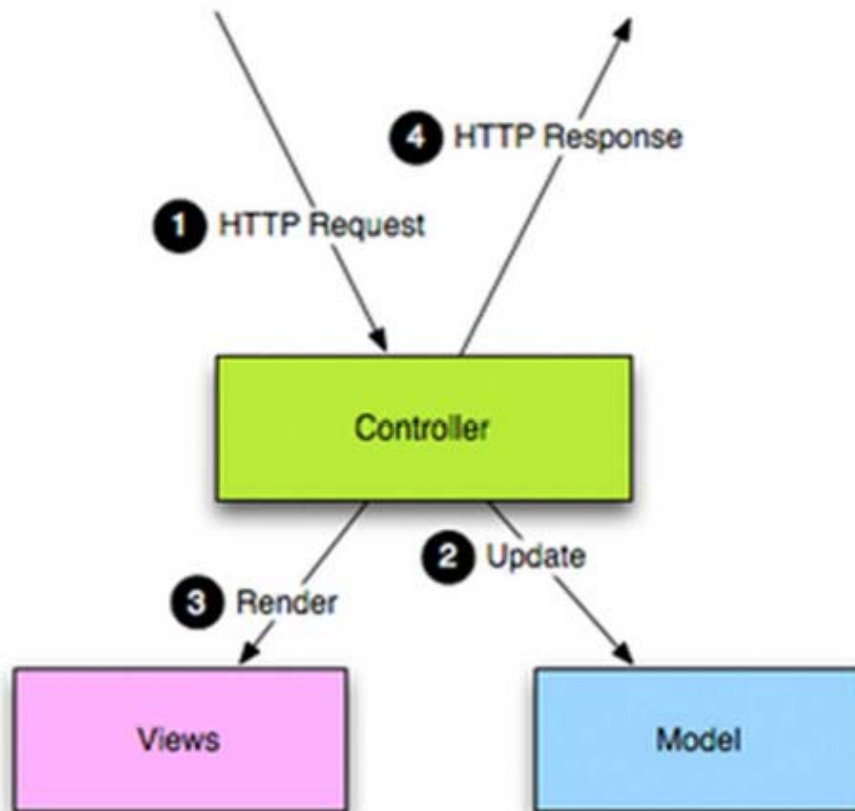 4 HTTP Response
1 HTTP Request
Controller
2 Update
3 Render
Views
Model